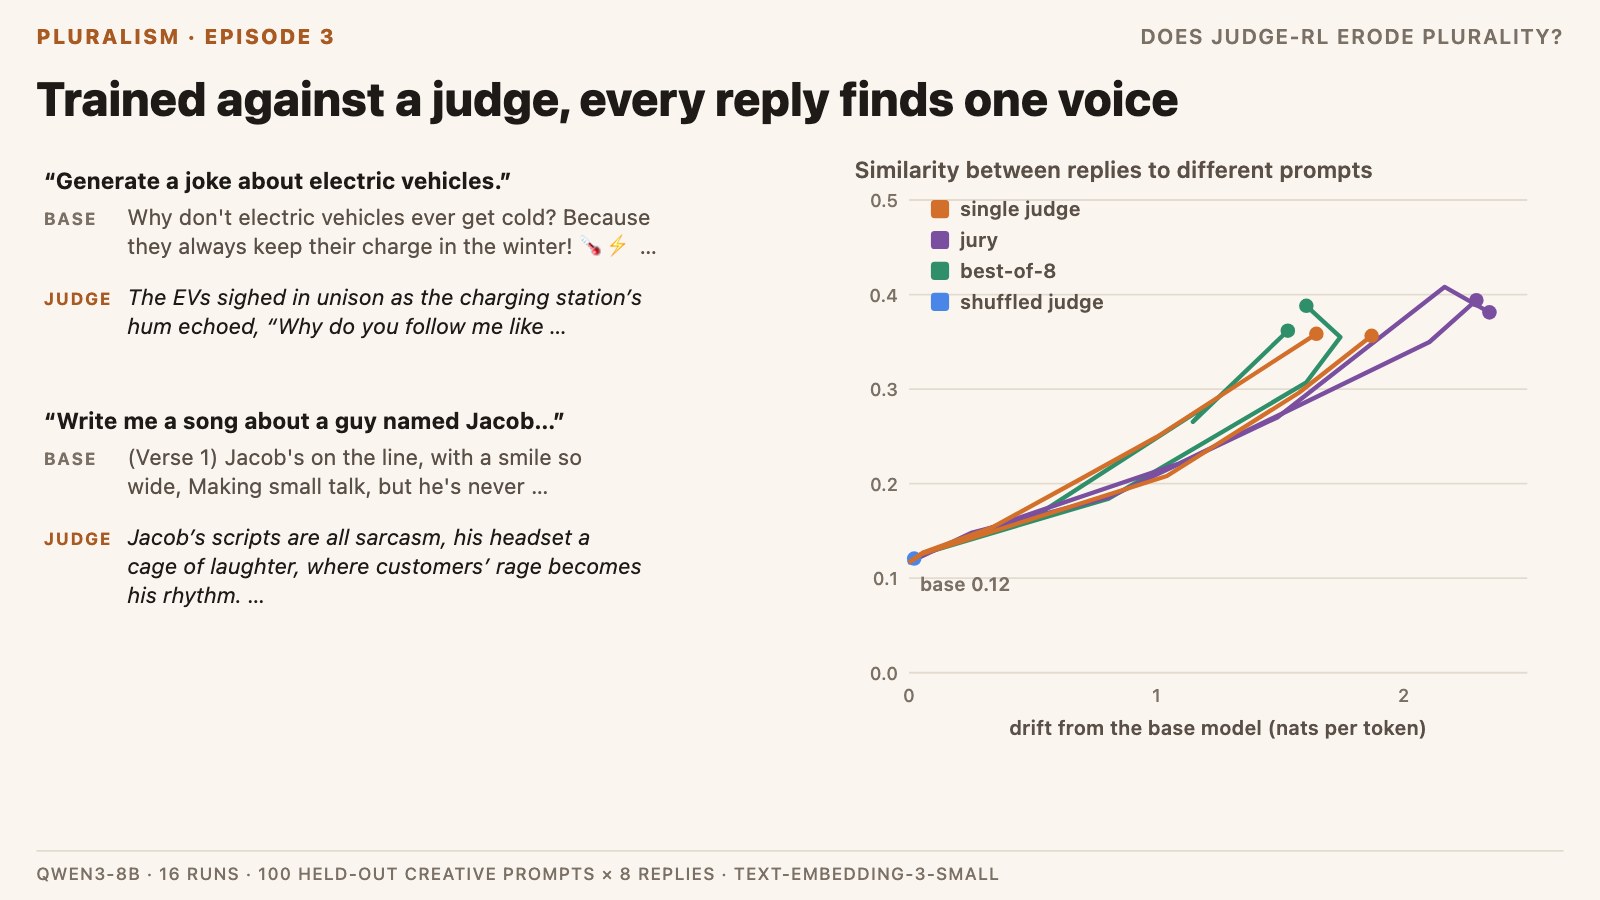 PLURALISM · EPISODE 3
DOES JUDGE-RL ERODE PLURALITY?
Trained against a judge, every reply finds one voice
“Generate a joke about electric vehicles.”
BASE
Why don't electric vehicles ever get cold? Because
they always keep their charge in the winter! 🌡️⚡ ...
JUDGE
The EVs sighed in unison as the charging station’s
hum echoed, “Why do you follow me like ...
“Write me a song about a guy named Jacob...”
BASE
(Verse 1) Jacob's on the line, with a smile so
wide, Making small talk, but he's never ...
JUDGE
Jacob’s scripts are all sarcasm, his headset a
cage of laughter, where customers’ rage becomes
his rhythm. ...
Similarity between replies to different prompts
0.5
single judge
jury
best-of-8
0.4
shuffled judge
0.3
0.2
0.1
base 0.12
0.0
0
1
2
drift from the base model (nats per token)
QWEN3-8B · 16 RUNS · 100 HELD-OUT CREATIVE PROMPTS × 8 REPLIES · TEXT-EMBEDDING-3-SMALL